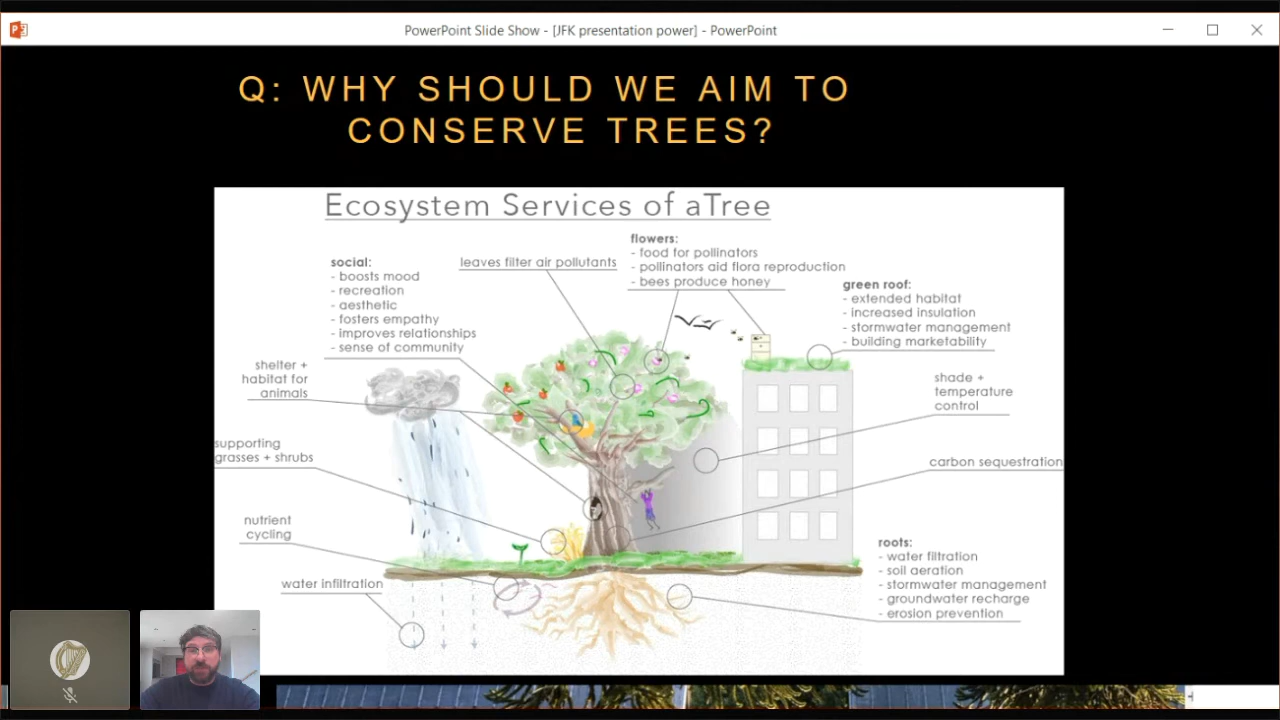 PowerPoint Slide Show - [JFK presentation power] - PowerPoint
Q: WHY SHOULD WE AIM TO
CONSERVE TREES?
Ecosystem Services of aTree
social:
- boosts mood
- recreation
- aesthetic
- fosters empathy
- improves relationships
- sense of community
leaves filter air pollutants
flowers:
- food for pollinators
- pollinators aid flora reproduction
- bees produce honey
green roof:
- extended habitat
- increased insulation
- stormwater management
- building marketability
shelter +
habitat for
animals
shade +
temperature
control
supporting
grasses + shrubs
carbon sequestration
nutrient
cycling
water infiltration
roots:
- water filtration
- soil aeration
- stormwater management
- groundwater recharge
- erosion prevention